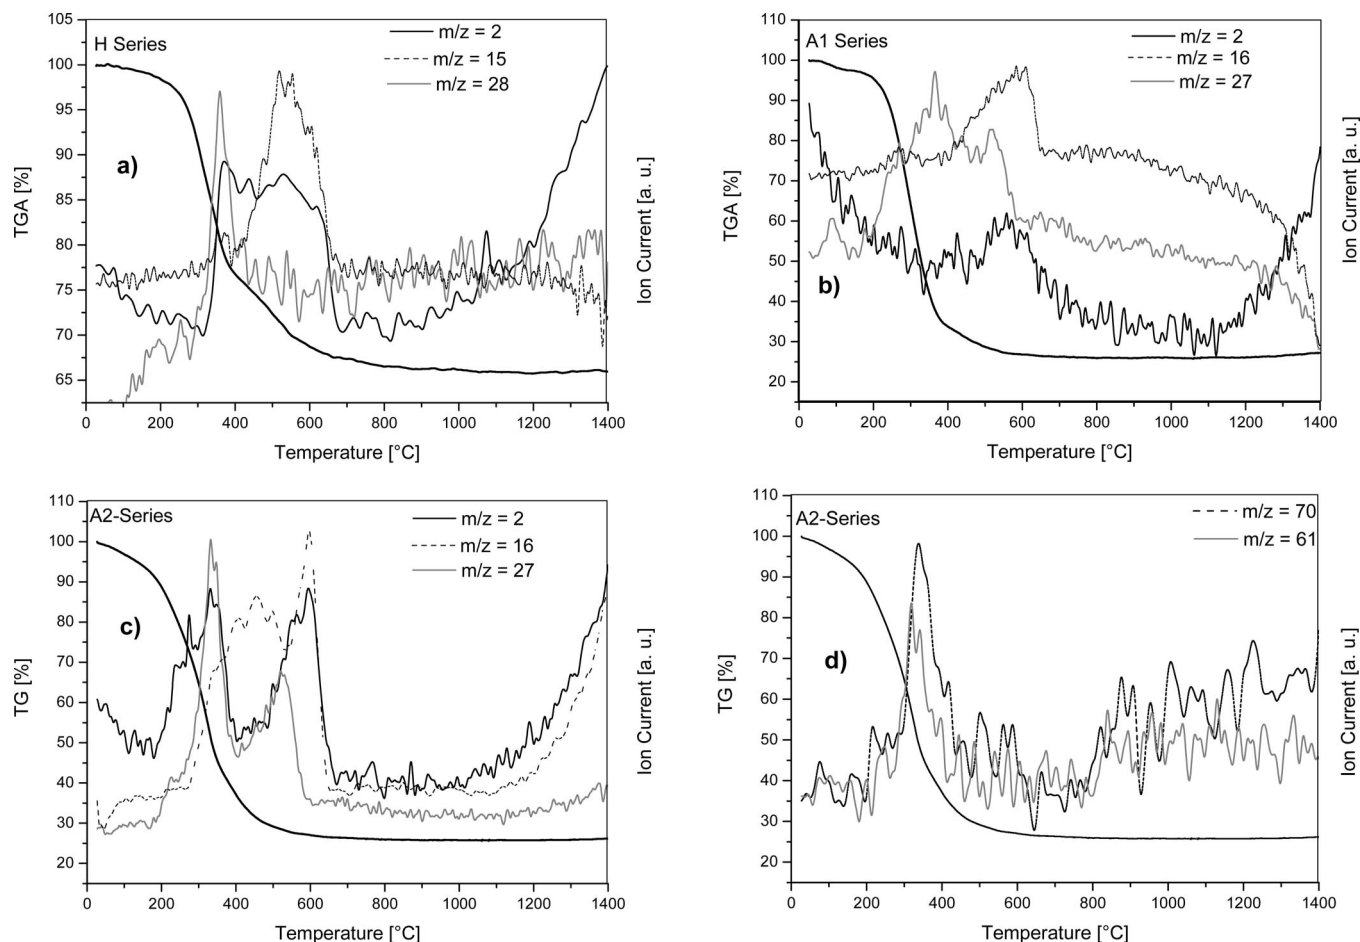 H Series
m/z = 2
m/z = 15
m/z = 28
a)
TGA [%]
105
100
95
90
85
80
75
70
65
0 200 400 600 800 1000 1200 1400
Temperature [°C]
Ion Current [a. u.]
A1 Series
m/z = 2
m/z = 16
m/z = 27
b)
TGA [%]
110
100
90
80
70
60
50
40
30
20
0 200 400 600 800 1000 1200 1400
Temperature [°C]
Ion Current [a. u.]
A2-Series
m/z = 2
m/z = 16
m/z = 27
c)
TG [%]
110
100
90
80
70
60
50
40
30
20
0 200 400 600 800 1000 1200 1400
Temperature [°C]
Ion Current [a. u.]
A2-Series
m/z = 70
m/z = 61
d)
TG [%]
110
100
90
80
70
60
50
40
30
20
0 200 400 600 800 1000 1200 1400
Temperature [°C]
Ion Current [a. u.]